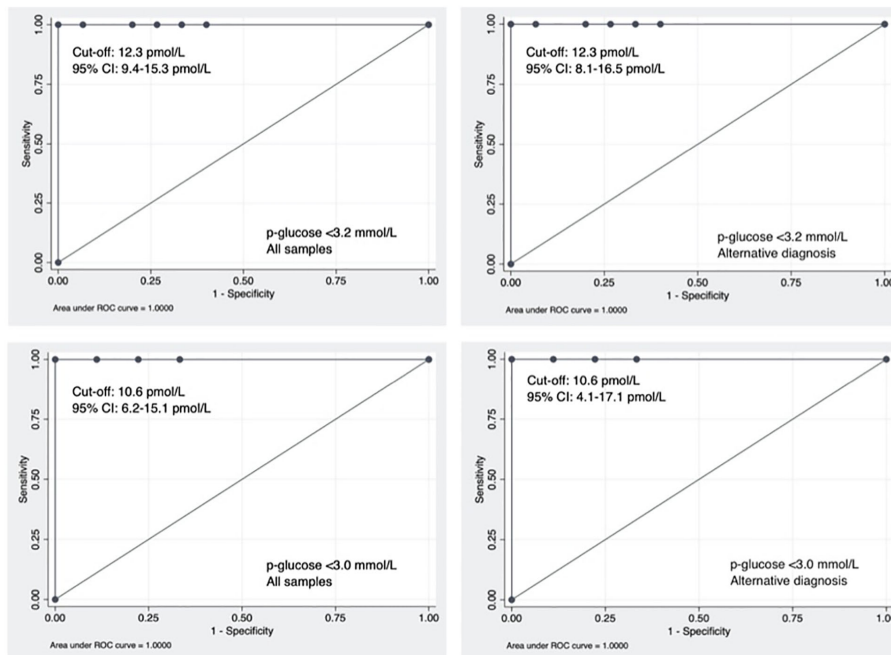 1.00
0.75
0.50
0.25
0.00
Sensitivity
Cut-off: 12.3 pmol/L
95% CI: 9.4-15.3 pmol/L
p-glucose <3.2 mmol/L
All samples
0.00 0.25 0.50 0.75 1.00
1 - Specificity
Area under ROC curve = 1.0000
1.00
0.75
0.50
0.25
0.00
Sensitivity
Cut-off: 12.3 pmol/L
95% CI: 8.1-16.5 pmol/L
p-glucose <3.2 mmol/L
Alternative diagnosis
0.00 0.25 0.50 0.75 1.0
1 - Specificity
Area under ROC curve = 1.0000
1.00
0.75
0.50
0.25
0.00
Sensitivity
Cut-off: 10.6 pmol/L
95% CI: 6.2-15.1 pmol/L
p-glucose <3.0 mmol/L
All samples
0.00 0.25 0.50 0.75 1.00
1 - Specificity
Area under ROC curve = 1.0000
1.00
0.75
0.50
0.25
0.00
Sensitivity
Cut-off: 10.6 pmol/L
95% CI: 4.1-17.1 pmol/L
p-glucose <3.0 mmol/L
Alternative diagnosis
0.00 0.25 0.50 0.75 1.0
1 - Specificity
Area under ROC curve = 1.0000